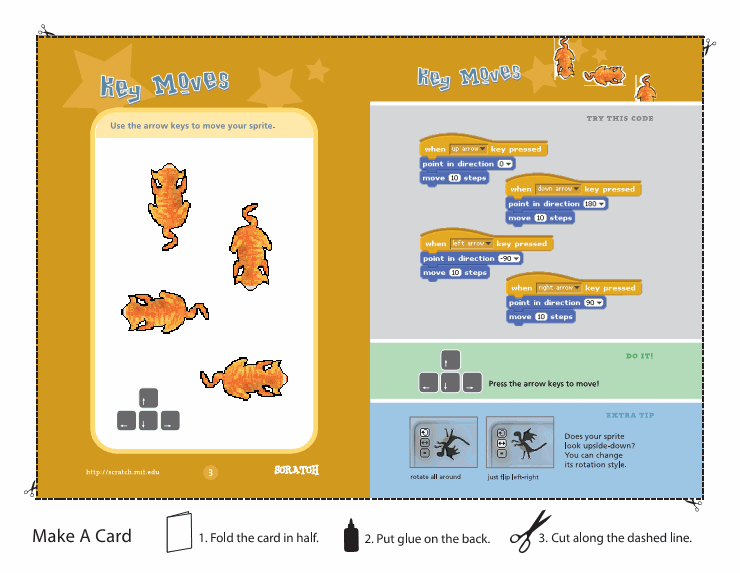 Key Moves
Use the arrow keys to move your sprite.
↑
← ↓ →
http://scratch.mit.edu
3
SCRATCH
Key Moves
TRY THIS CODE
when up arrow key pressed
point in direction 0
move 10 steps
when down arrow key pressed
point in direction 180
move 10 steps
when left arrow key pressed
point in direction -90
move 10 steps
when right arrow key pressed
point in direction 90
move 10 steps
DO IT!
↑
← ↓ →
Press the arrow keys to move!
EXTRA TIP
Does your sprite
look upside-down?
You can change
its rotation style.
rotate all around
just flip left-right
Make A Card
1. Fold the card in half.
2. Put glue on the back.
3. Cut along the dashed line.